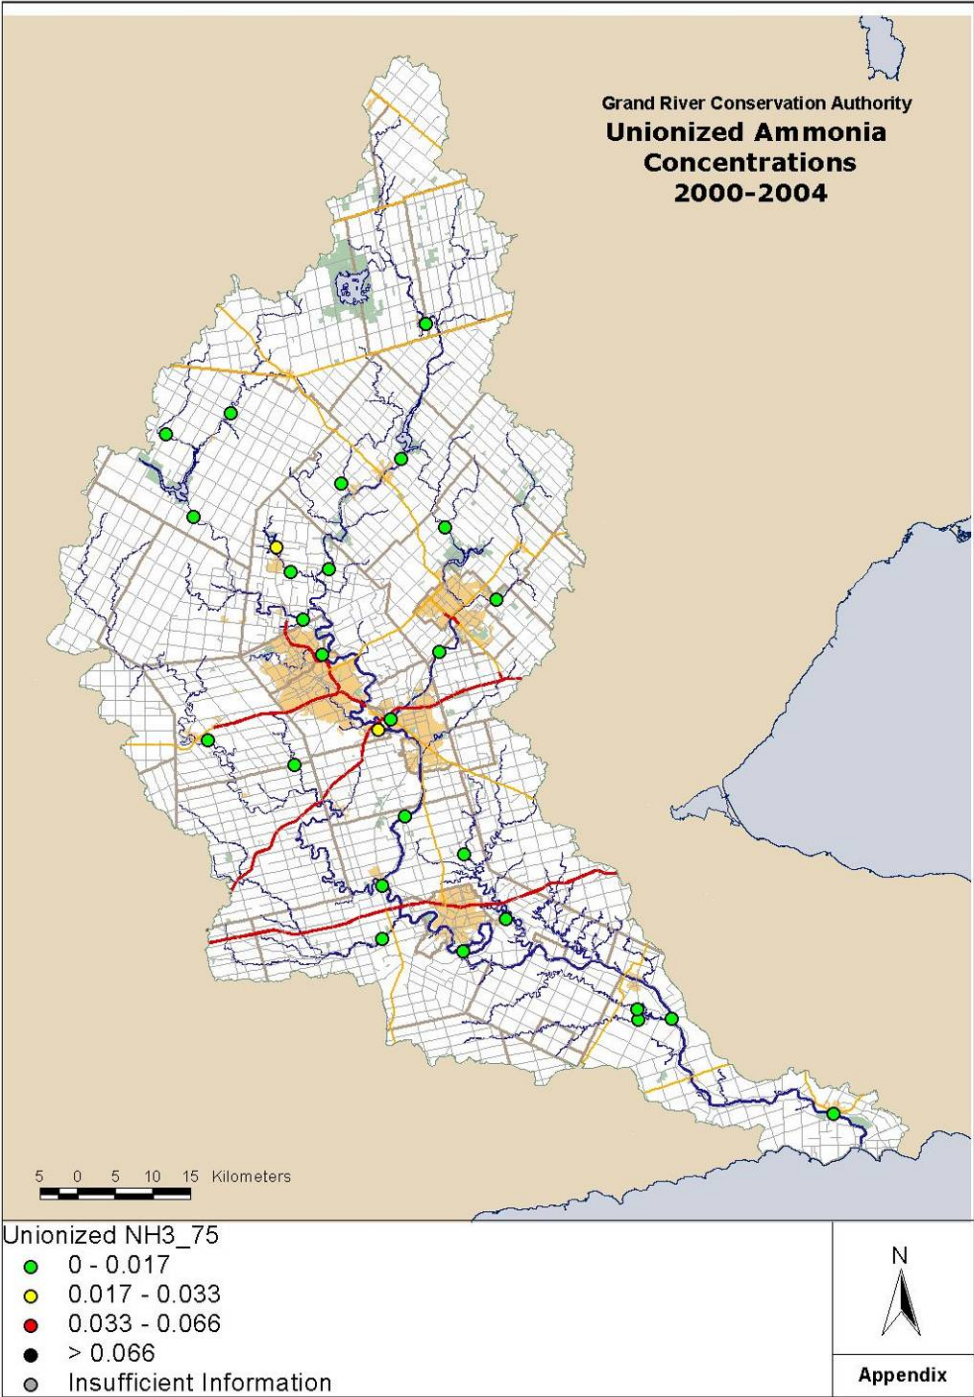 Grand River Conservation Authority
Unionized Ammonia
Concentrations
2000-2004
5 0 5 10 15 Kilometers
Unionized NH3_75
0 - 0.017
0.017 - 0.033
0.033 - 0.066
> 0.066
Insufficient Information
N
Appendix